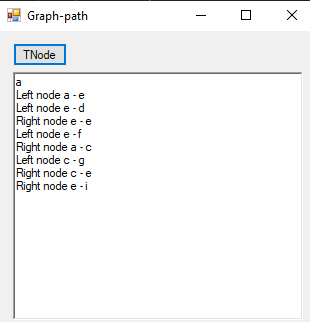 Graph-path
TNode
a
Left node a - e
Left node e - d
Right node e - e
Left node e - f
Right node a - c
Left node c - g
Right node c - e
Right node e - i